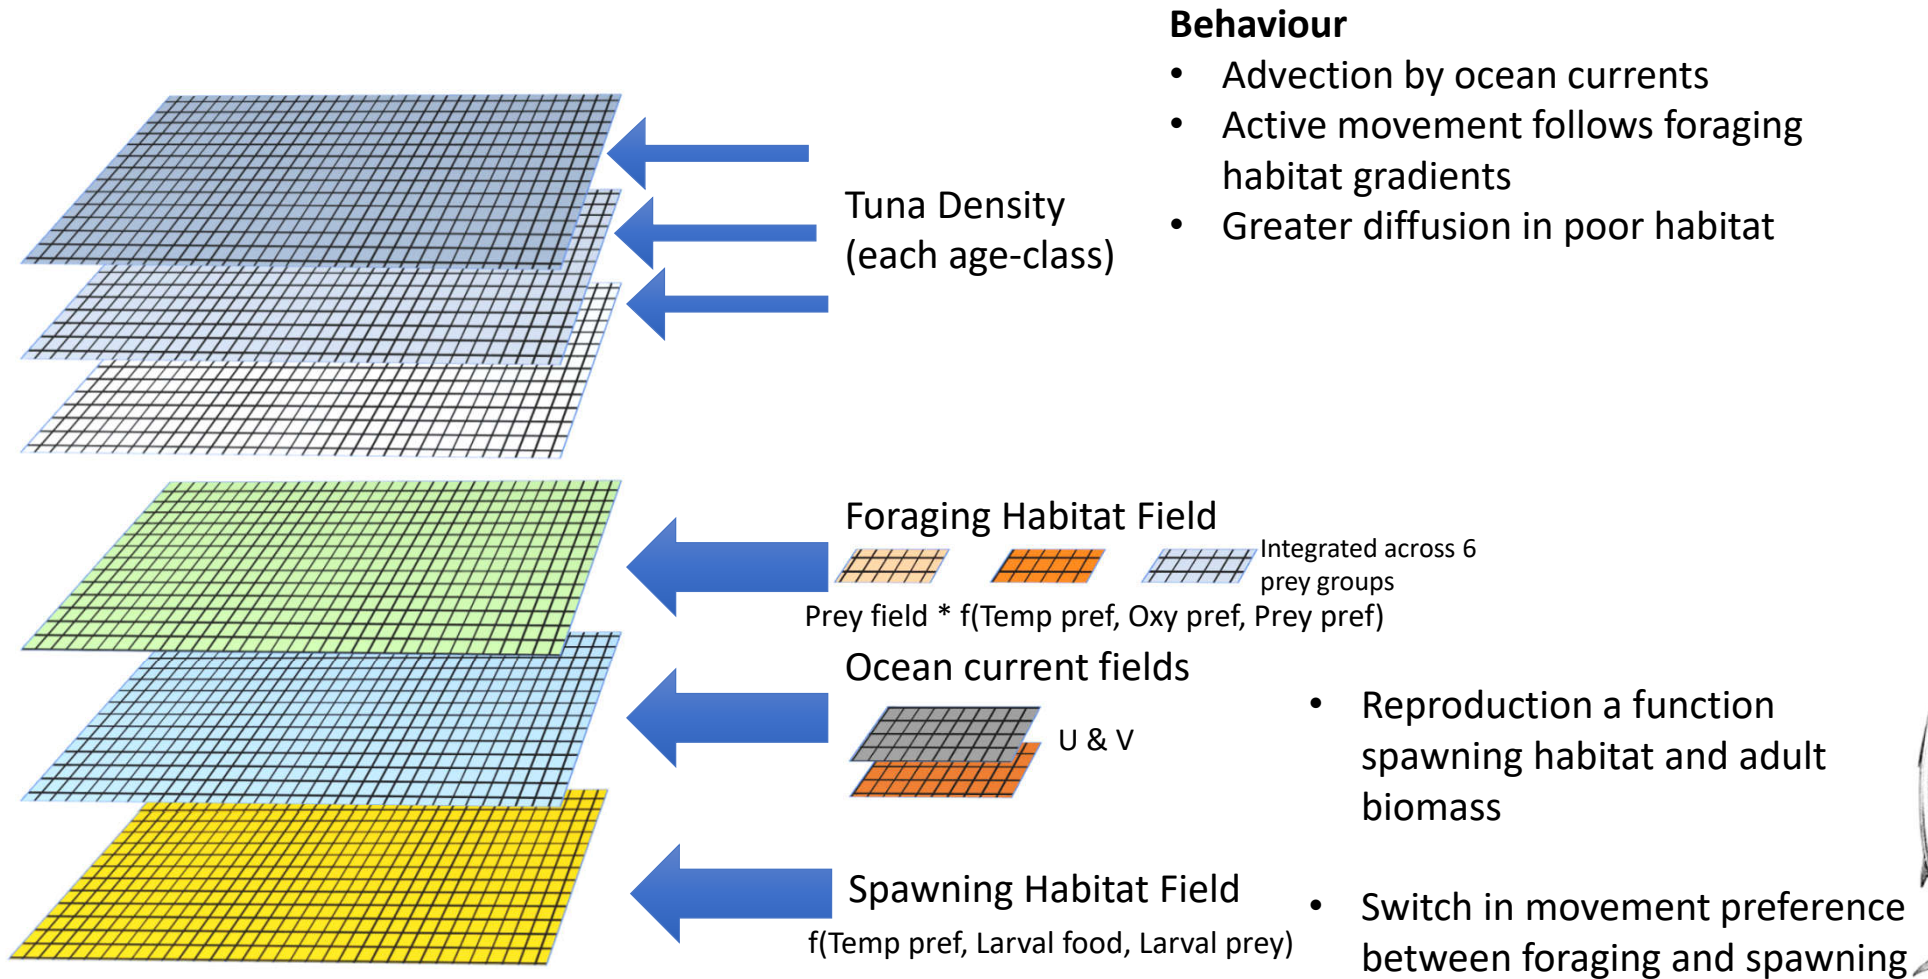 Behaviour
• Advection by ocean currents
• Active movement follows foraging
habitat gradients
• Greater diffusion in poor habitat
Tuna Density
(each age-class)
Foraging Habitat Field
Integrated across 6
prey groups
Prey field * f(Temp pref, Oxy pref, Prey pref)
Ocean current fields
U & V
• Reproduction a function
spawning habitat and adult
biomass
Spawning Habitat Field
f(Temp pref, Larval food, Larval prey)
• Switch in movement preference
between foraging and spawning